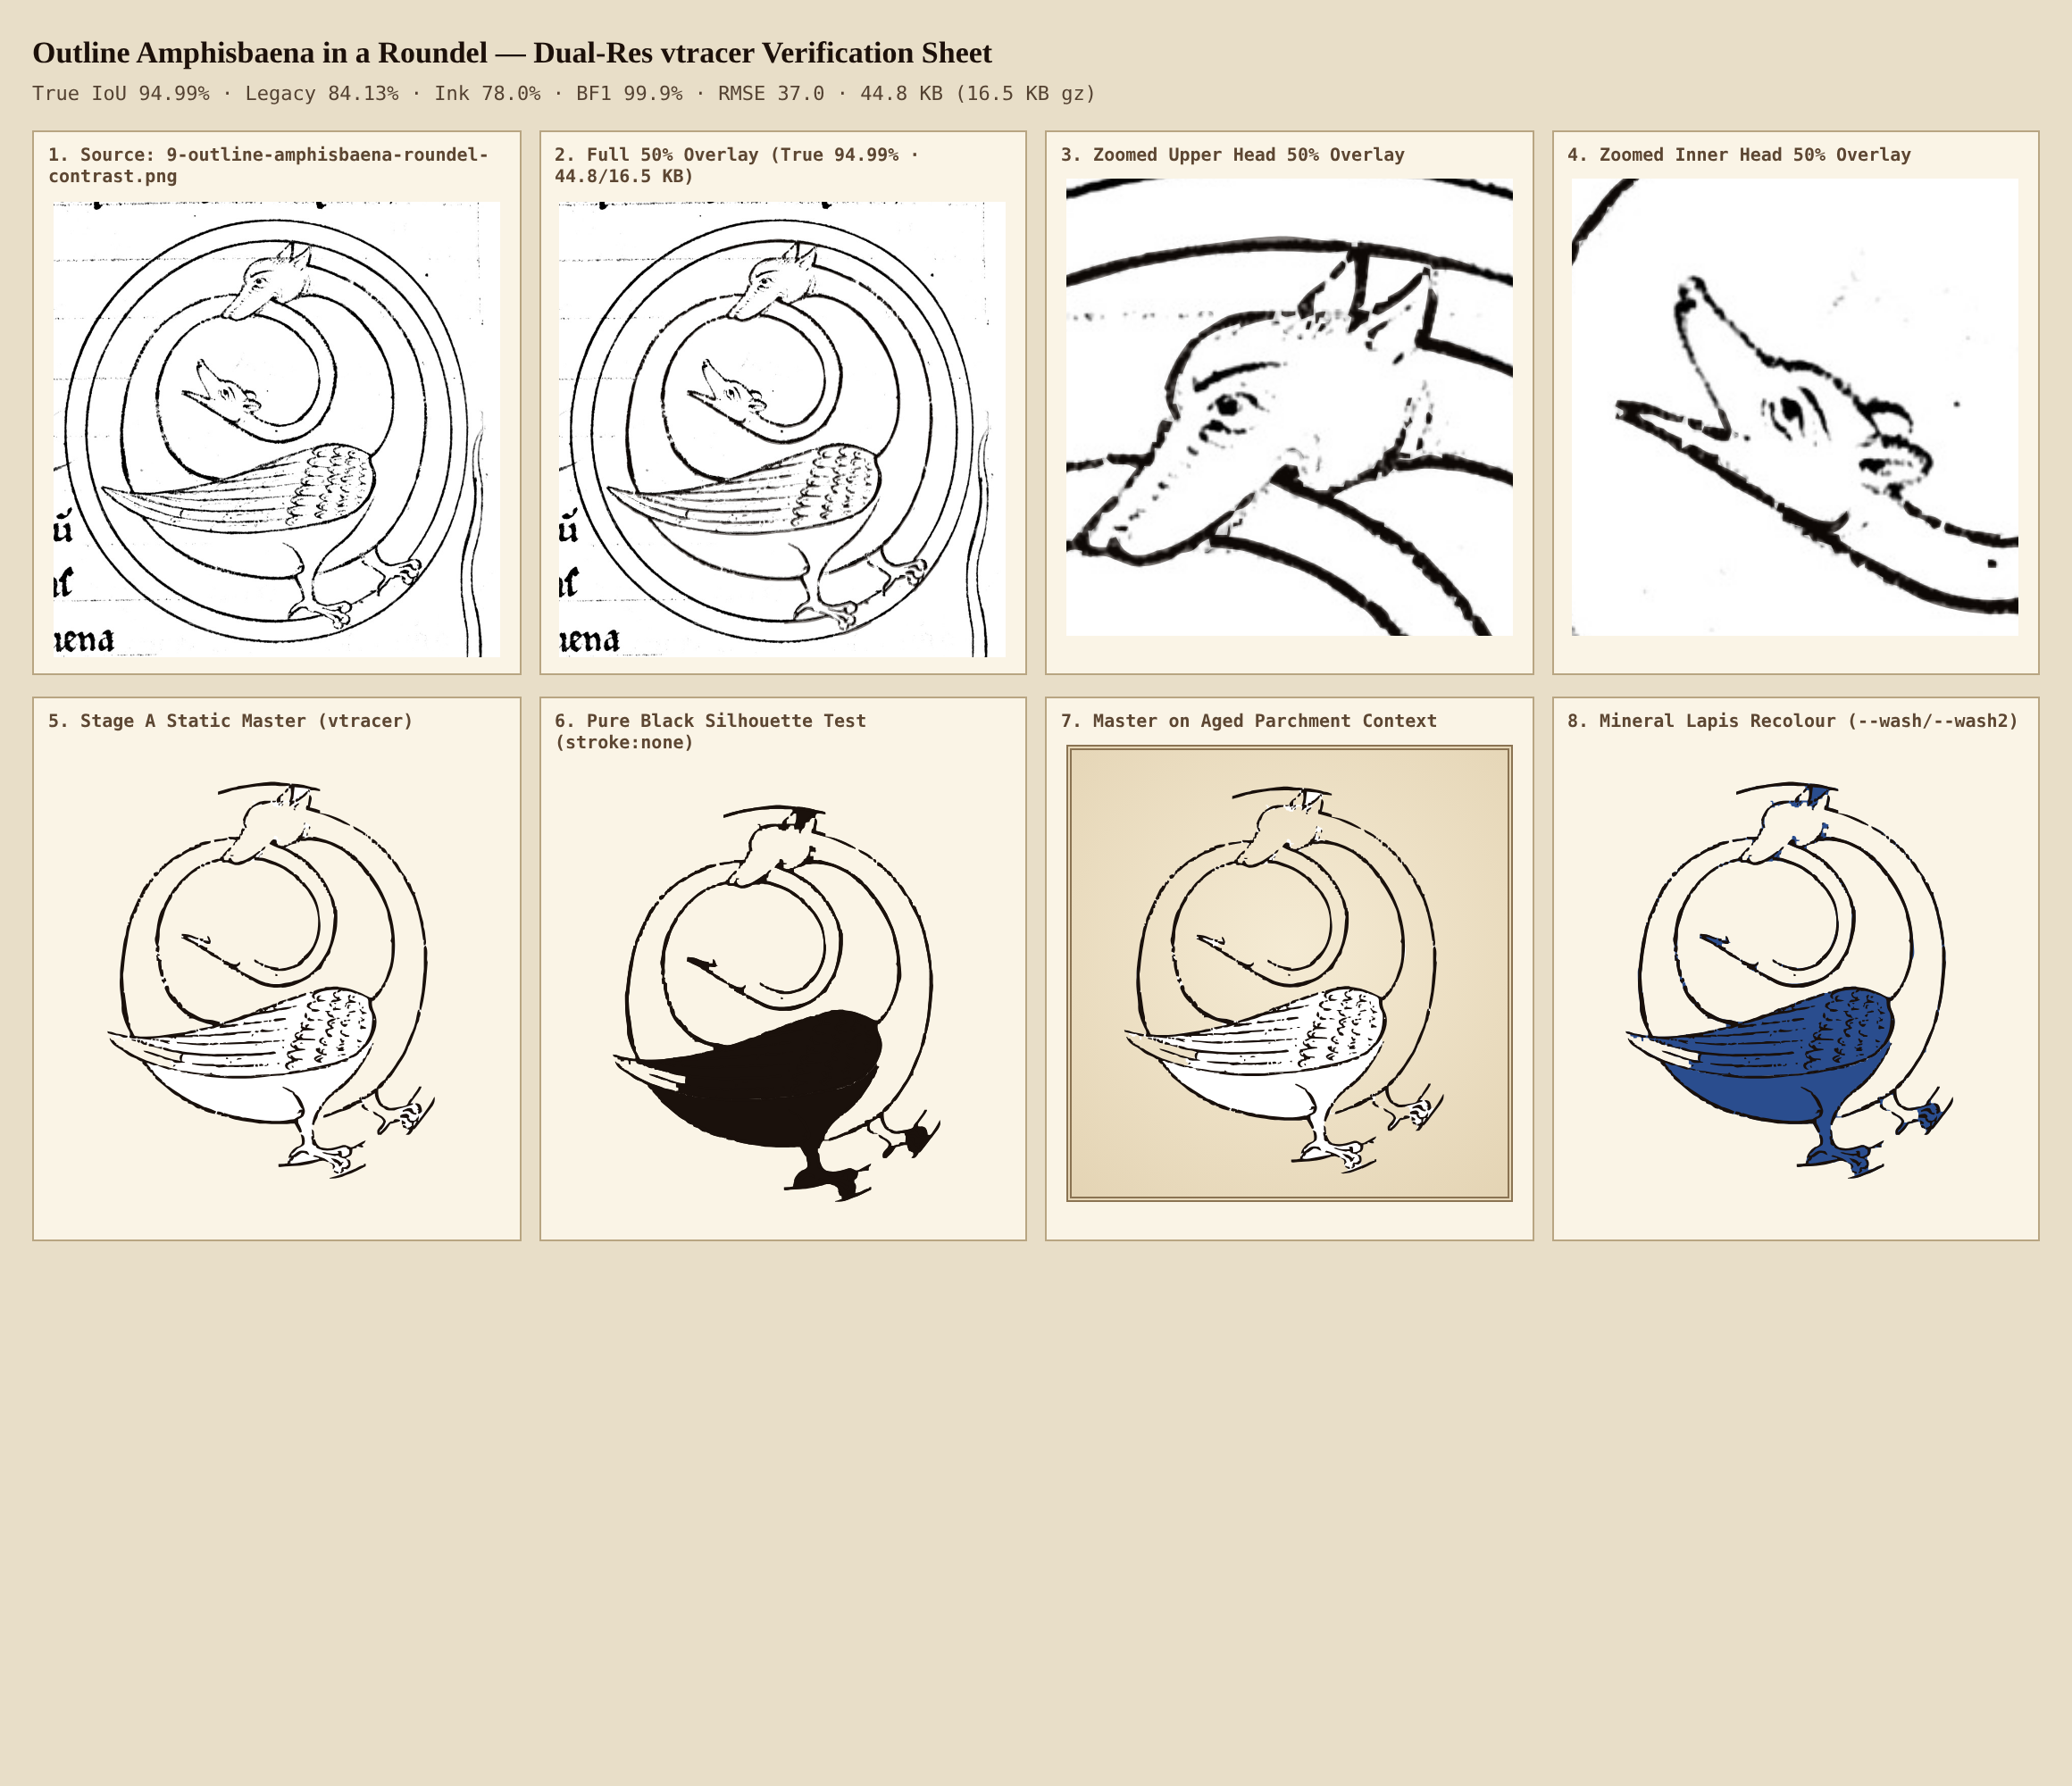 Outline Amphisbaena in a Roundel — Dual-Res vtracer Verification Sheet
True IoU 94.99% · Legacy 84.13% · Ink 78.0% · BF1 99.9% · RMSE 37.0 · 44.8 KB (16.5 KB gz)
1. Source: 9-outline-amphisbaena-roundel-
contrast.png
2. Full 50% Overlay (True 94.99% ·
44.8/16.5 KB)
3. Zoomed Upper Head 50% Overlay
4. Zoomed Inner Head 50% Overlay
5. Stage A Static Master (vtracer)
6. Pure Black Silhouette Test
(stroke:none)
7. Master on Aged Parchment Context
8. Mineral Lapis Recolour (--wash/--wash2)